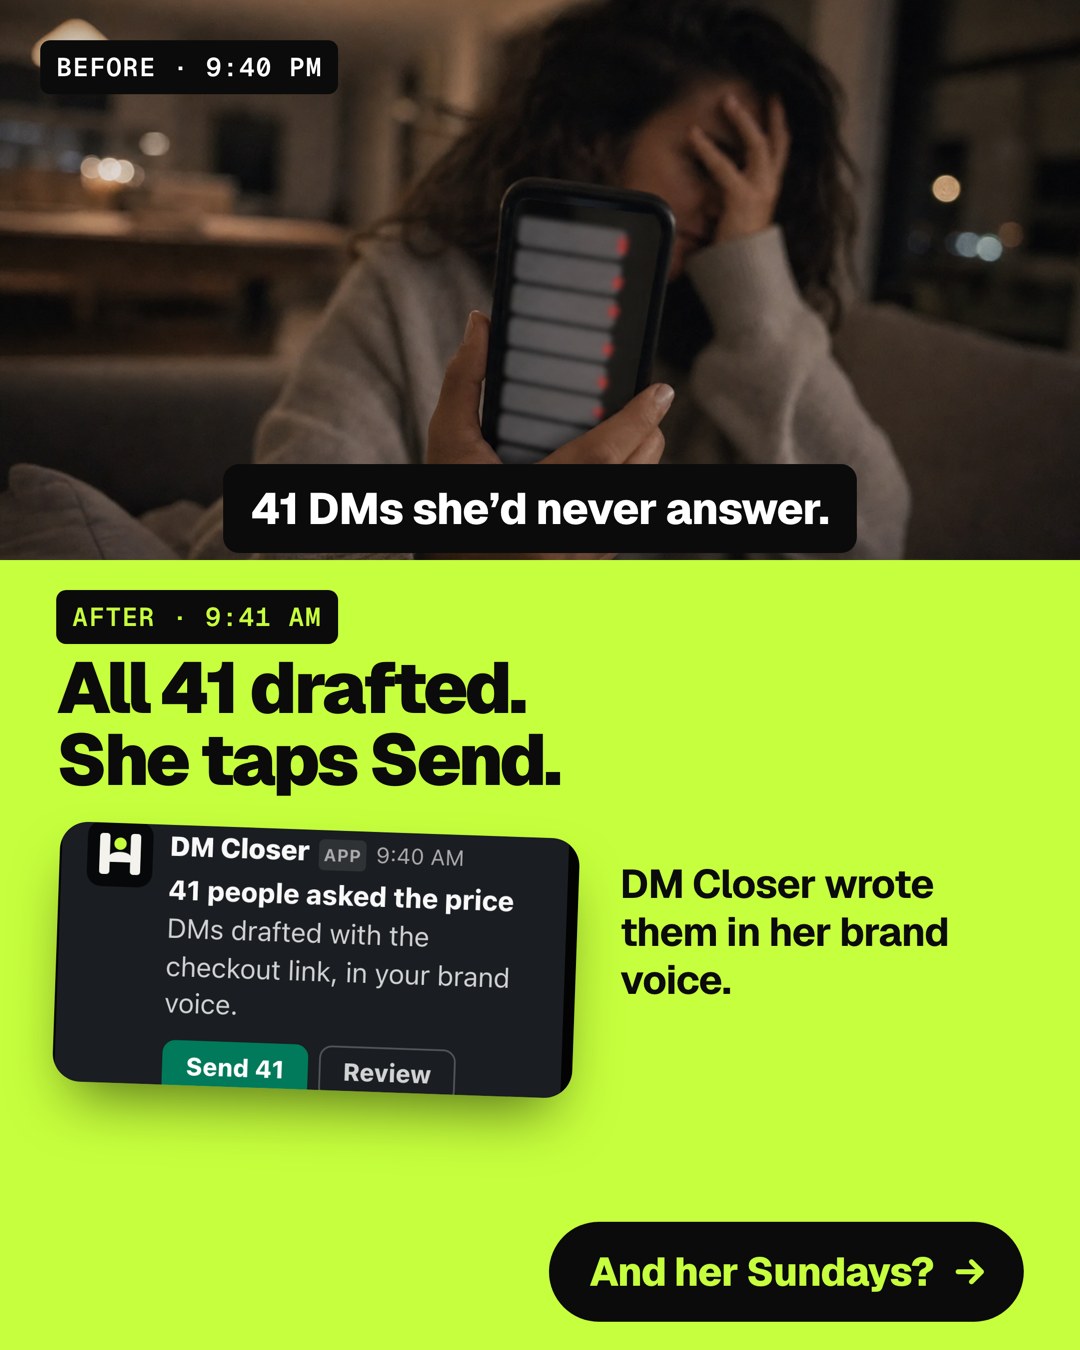 BEFORE · 9:40 PM
41 DMs she’d never answer.
AFTER · 9:41 AM
All 41 drafted.
She taps Send.
DM Closer APP 9:40 AM
41 people asked the price
DMs drafted with the
checkout link, in your brand
voice.
Send 41 Review
DM Closer wrote
them in her brand
voice.
And her Sundays? →